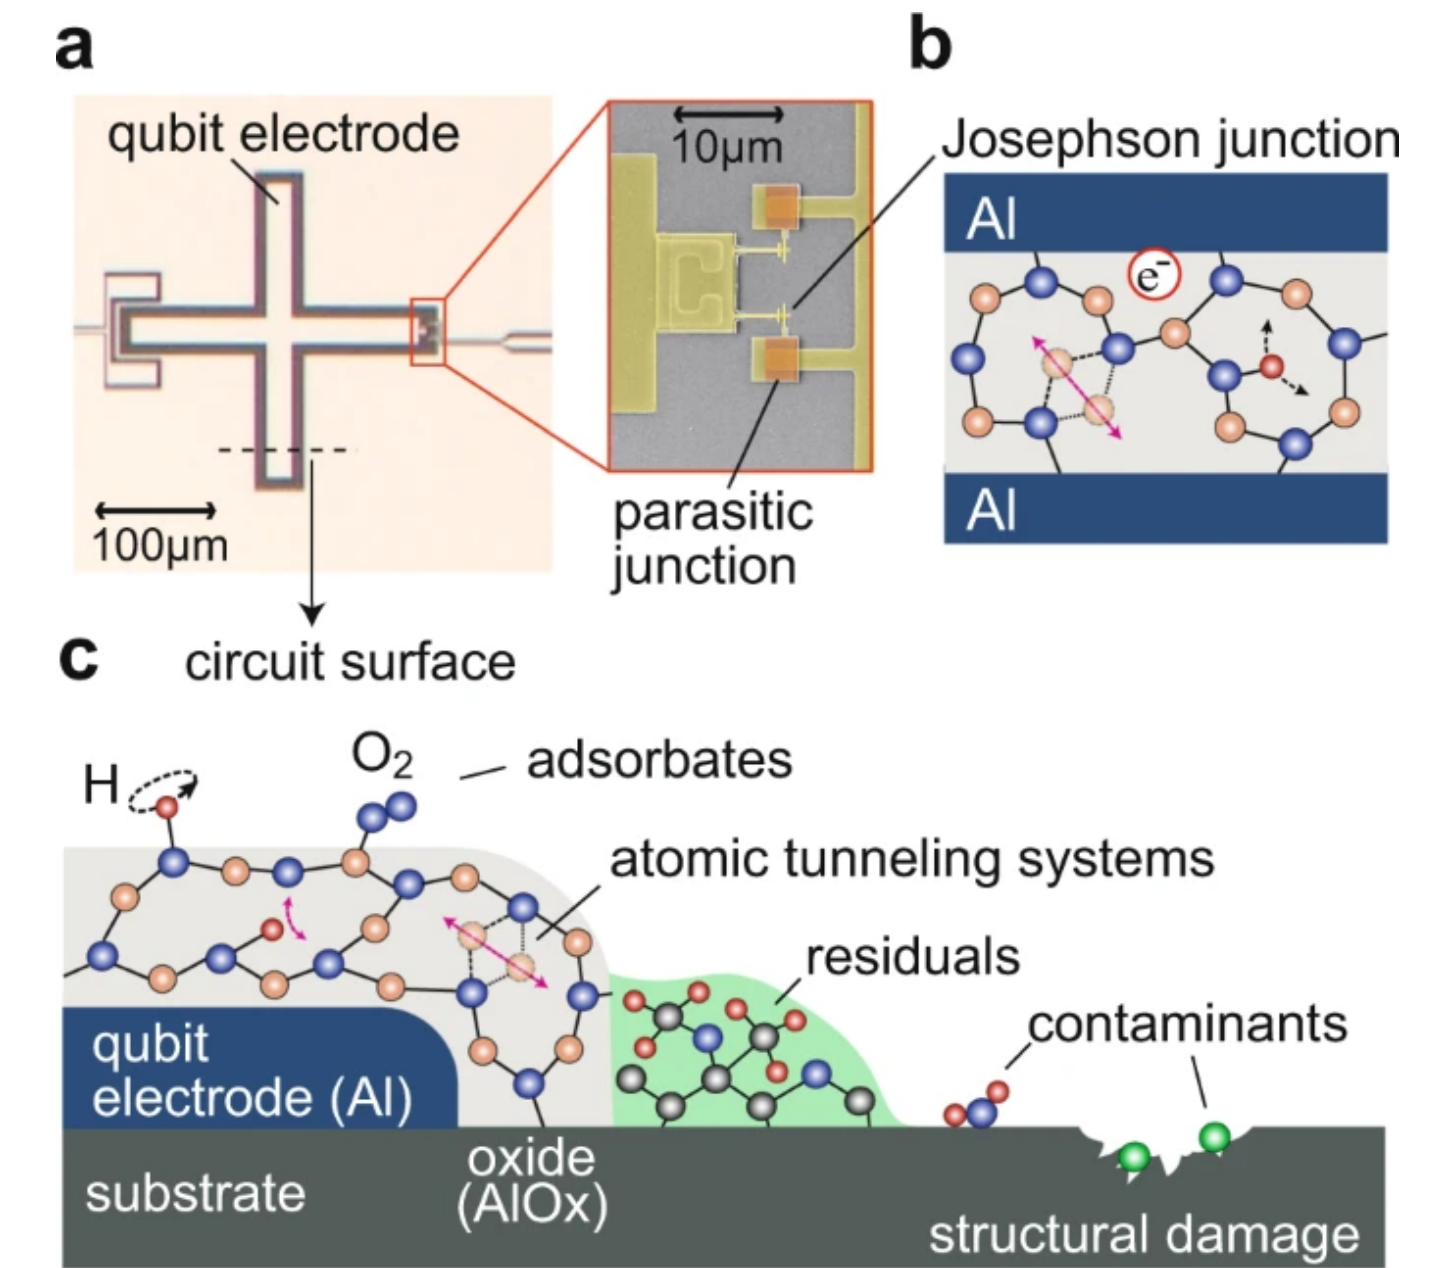 a
qubit electrode
100µm
10µm
parasitic
junction
b
Josephson junction
Al
e⁻
Al
c
circuit surface
H
O₂
adsorbates
atomic tunneling systems
residuals
contaminants
qubit
electrode (Al)
substrate
oxide
(AlOx)
structural damage